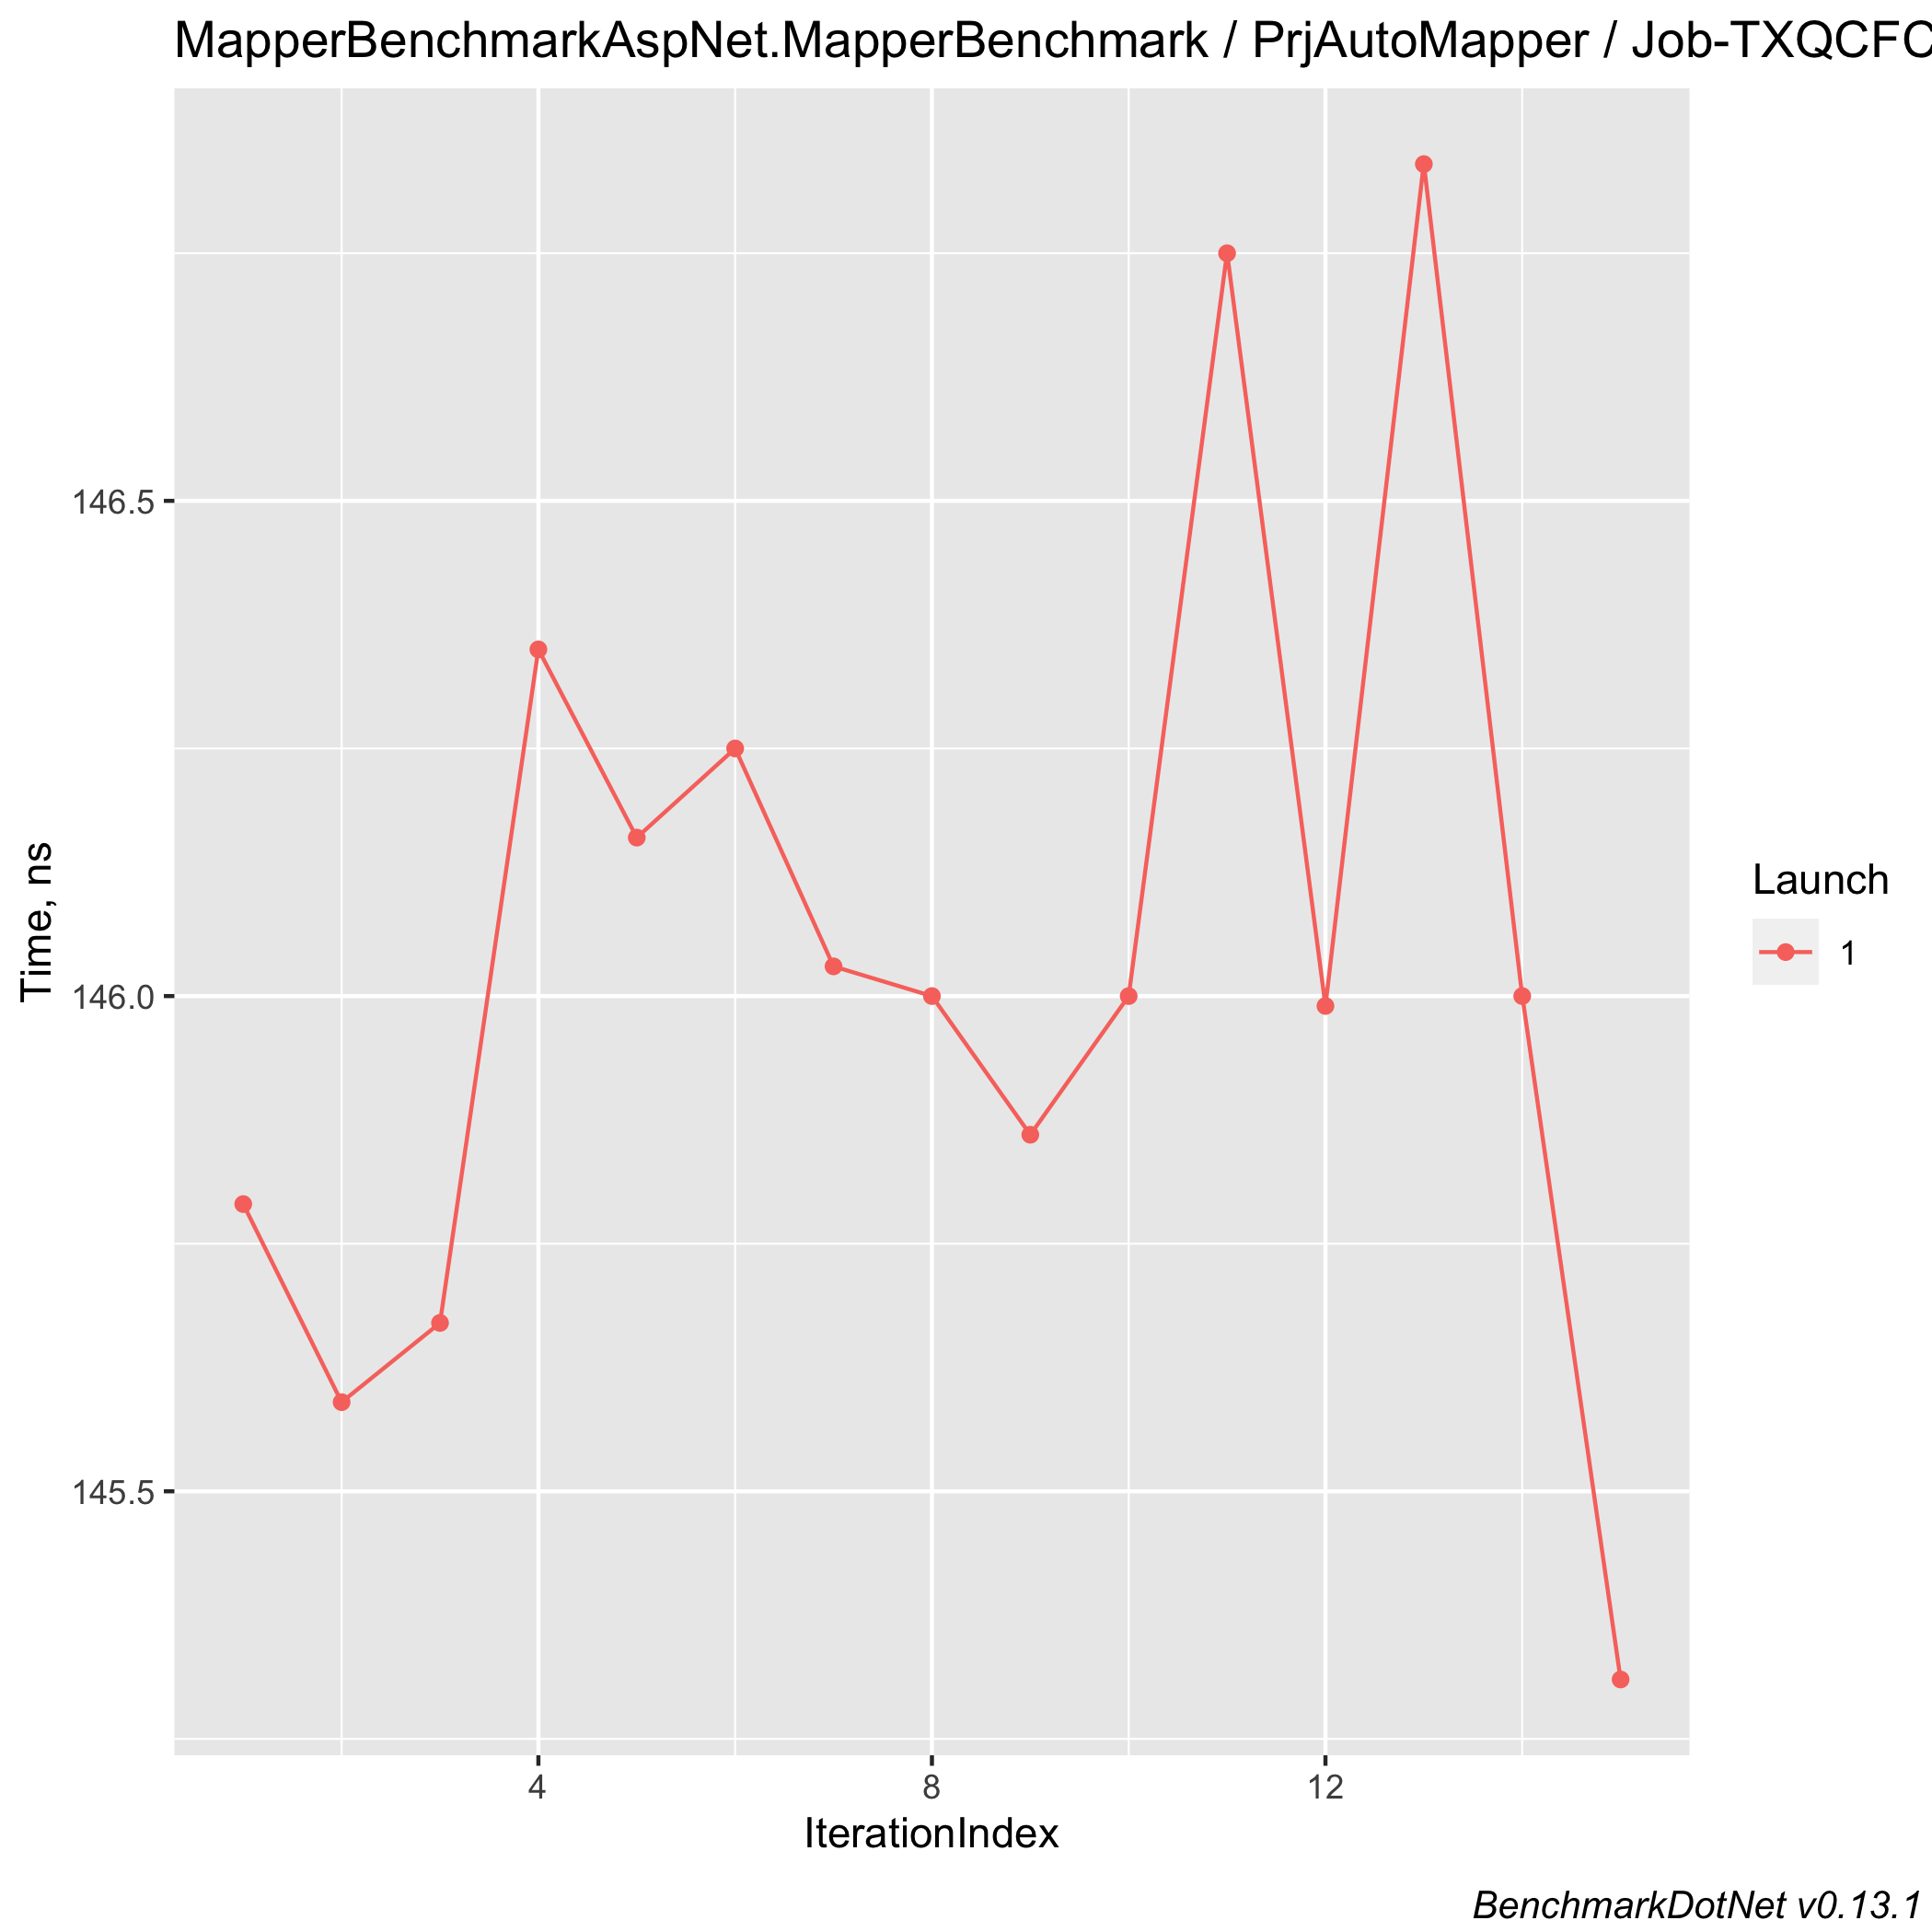 MapperBenchmarkAspNet.MapperBenchmark / PrjAutoMapper / Job-TXQCFC
Time, ns
146.5
146.0
145.5
4 8 12
IterationIndex
Launch
1
BenchmarkDotNet v0.13.1